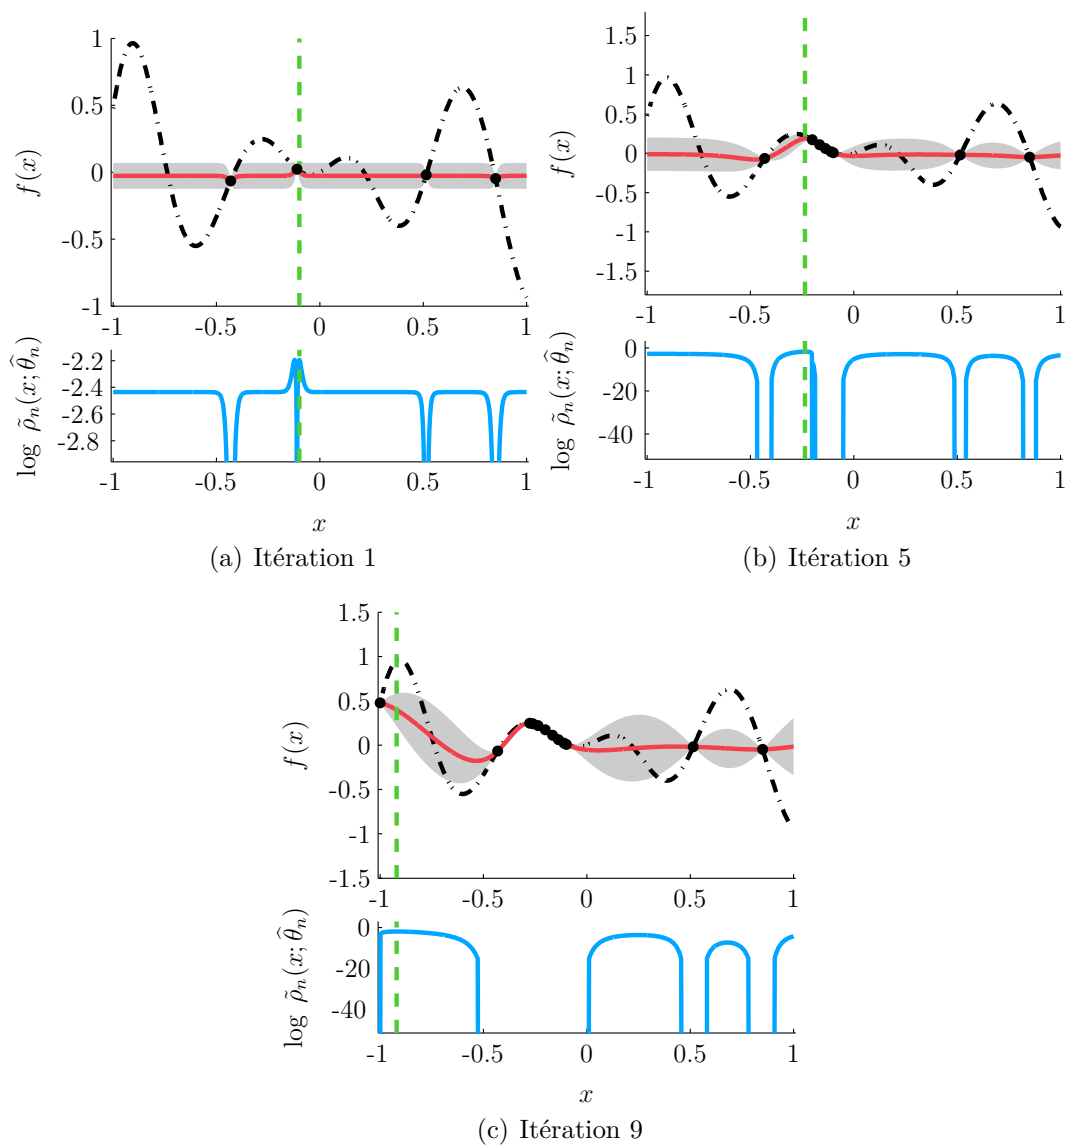 1
0.5
0
-0.5
-1
f(x)
-1 -0.5 0 0.5 1
-2.2
-2.4
-2.6
-2.8
log ρ̃ₙ(x; θ̂ₙ)
-1 -0.5 0 0.5 1
x
(a) Itération 1
1.5
1
0.5
0
-0.5
-1
-1.5
f(x)
-1 -0.5 0 0.5 1
0
-20
-40
log ρ̃ₙ(x; θ̂ₙ)
-1 -0.5 0 0.5 1
x
(b) Itération 5
1.5
1
0.5
0
-0.5
-1
-1.5
f(x)
-1 -0.5 0 0.5 1
0
-20
-40
log ρ̃ₙ(x; θ̂ₙ)
-1 -0.5 0 0.5 1
x
(c) Itération 9